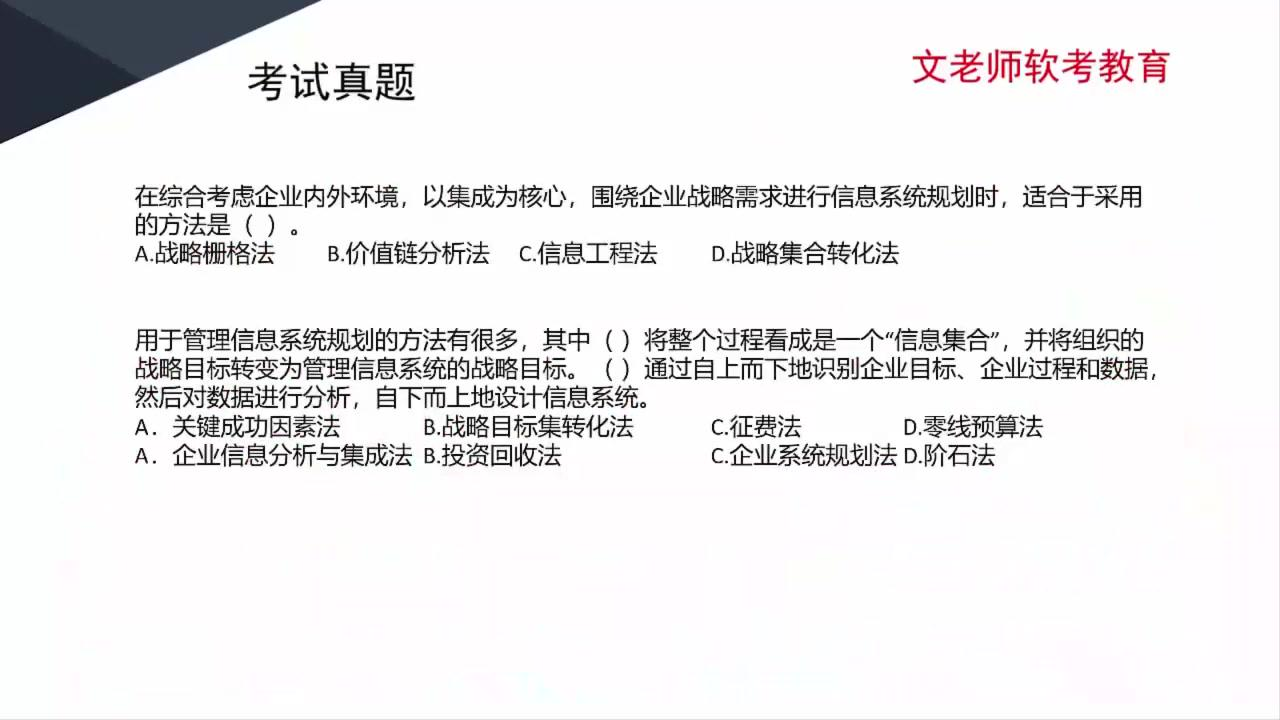 考试真题
文老师软考教育
在综合考虑企业内外环境，以集成为核心，围绕企业战略需求进行信息系统规划时，适合于采用
的方法是（ ）。
A.战略栅格法 B.价值链分析法 C.信息工程法 D.战略集合转化法
用于管理信息系统规划的方法有很多，其中（ ）将整个过程看成是一个“信息集合”，并将组织的
战略目标转变为管理信息系统的战略目标。（ ）通过自上而下地识别企业目标、企业过程和数据，
然后对数据进行分析，自下而上地设计信息系统。
A．关键成功因素法 B.战略目标集转化法 C.征费法 D.零线预算法
A．企业信息分析与集成法 B.投资回收法 C.企业系统规划法 D.阶石法